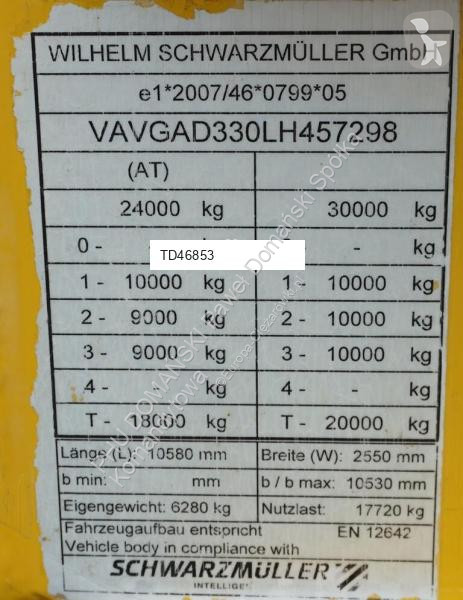 WILHELM SCHWARZMÜLLER GmbH
e1*2007/46*0799*05
VAVGAD330LH457298
(AT)
24000 kg 30000 kg
0- - kg
TD46853
1- 10000 kg 1- 10000 kg
2- 9000 kg 2- 10000 kg
3- 9000 kg 3- 10000 kg
4- - kg 4- - kg
T- 18000 kg T- 20000 kg
Länge (L): 10580 mm Breite (W): 2550 mm
b min: mm b / b max: 10530 mm
Eigengewicht: 6280 kg Nutzlast: 17720 kg
Fahrzeugaufbau entspricht EN 12642
Vehicle body in compliance with
SCHWARZMÜLLER